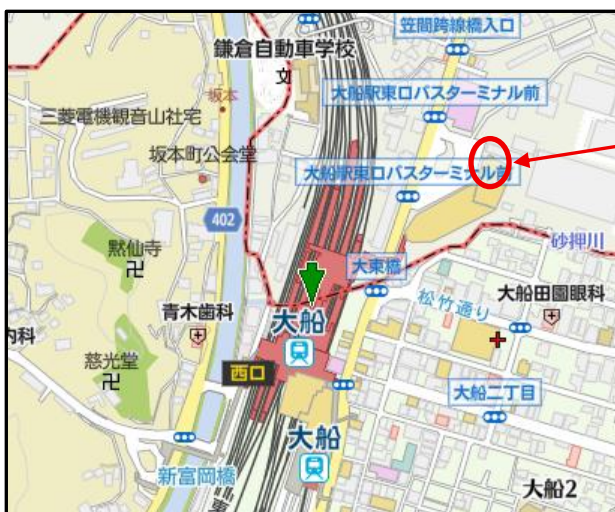 笠間跨線橋入口
鎌倉自動車学校
文
坂本
大船駅東口バスターミナル前
三菱電機観音山社宅
坂本町公会堂
大船駅東口バスターミナル前
402
砂押川
黙仙寺
大東橋
大船田園眼科
青木歯科
松竹通り
内科
大船
慈光堂
西口
大船二丁目
大船
新富岡橋
大船2
東